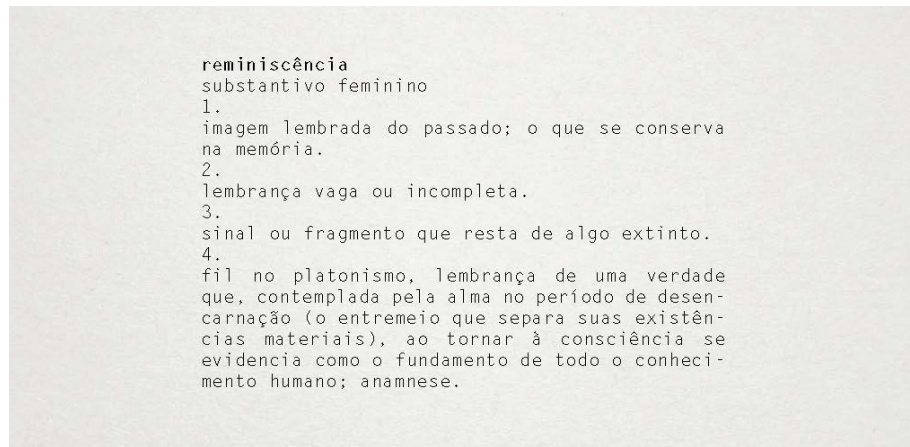 reminiscência
substantivo feminino
1.
imagem lembrada do passado; o que se conserva
na memória.
2.
lembrança vaga ou incompleta.
3.
sinal ou fragmento que resta de algo extinto.
4.
fil no platonismo, lembrança de uma verdade
que, contemplada pela alma no período de desen-
carnação (o entremeio que separa suas existên-
cias materiais), ao tornar à consciência se
evidencia como o fundamento de todo o conheci-
mento humano; anamnese.